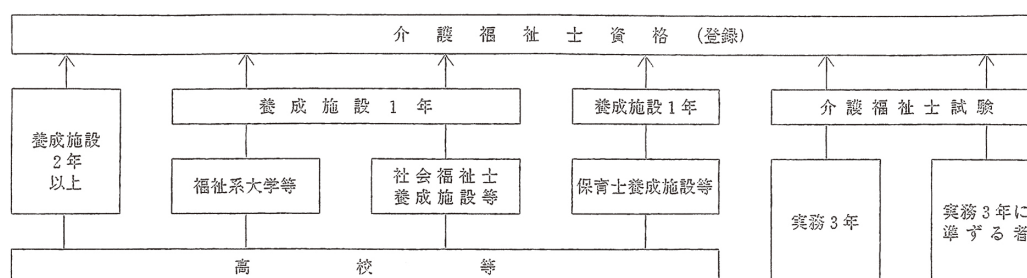 介護福祉士資格(登録)
養成施設1年
養成施設1年
介護福祉士試験
養成施設
2年
以上
福祉系大学等
社会福祉士
養成施設等
保育士養成施設等
実務3年
実務3年に
準ずる者
高校等